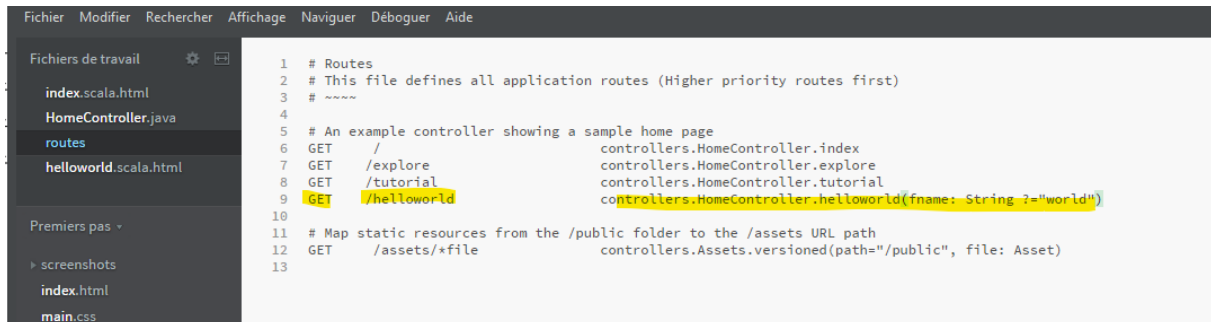 Fichier Modifier Rechercher Affichage Naviguer Déboguer Aide
Fichiers de travail
index.scala.html
HomeController.java
routes
helloworld.scala.html
Premiers pas
screenshots
index.html
main.css
1 # Routes
2 # This file defines all application routes (Higher priority routes first)
3 # ~~~~
4
5 # An example controller showing a sample home page
6 GET / controllers.HomeController.index
7 GET /explore controllers.HomeController.explore
8 GET /tutorial controllers.HomeController.tutorial
9 GET /helloworld controllers.HomeController.helloworld(fname: String ?="world")
10
11 # Map static resources from the /public folder to the /assets URL path
12 GET /assets/*file controllers.Assets.versioned(path="/public", file: Asset)
13